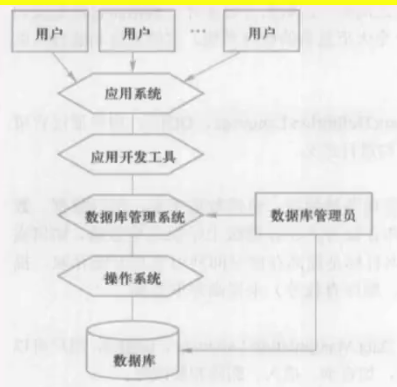 用户 用户 … 用户
应用系统
应用开发工具
数据库管理系统 数据库管理员
操作系统
数据库